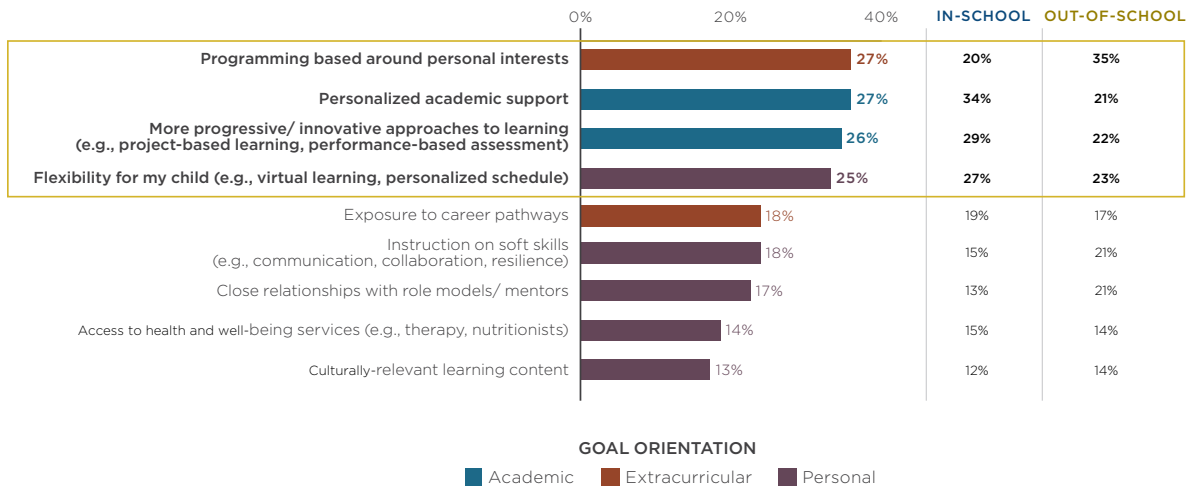 0% 20% 40% IN-SCHOOL OUT-OF-SCHOOL
Programming based around personal interests 27% 20% 35%
Personalized academic support 27% 34% 21%
More progressive/ innovative approaches to learning
(e.g., project-based learning, performance-based assessment) 26% 29% 22%
Flexibility for my child (e.g., virtual learning, personalized schedule) 25% 27% 23%
Exposure to career pathways 18% 19% 17%
Instruction on soft skills
(e.g., communication, collaboration, resilience) 18% 15% 21%
Close relationships with role models/ mentors 17% 13% 21%
Access to health and well-being services (e.g., therapy, nutritionists) 14% 15% 14%
Culturally-relevant learning content 13% 12% 14%
GOAL ORIENTATION
Academic Extracurricular Personal